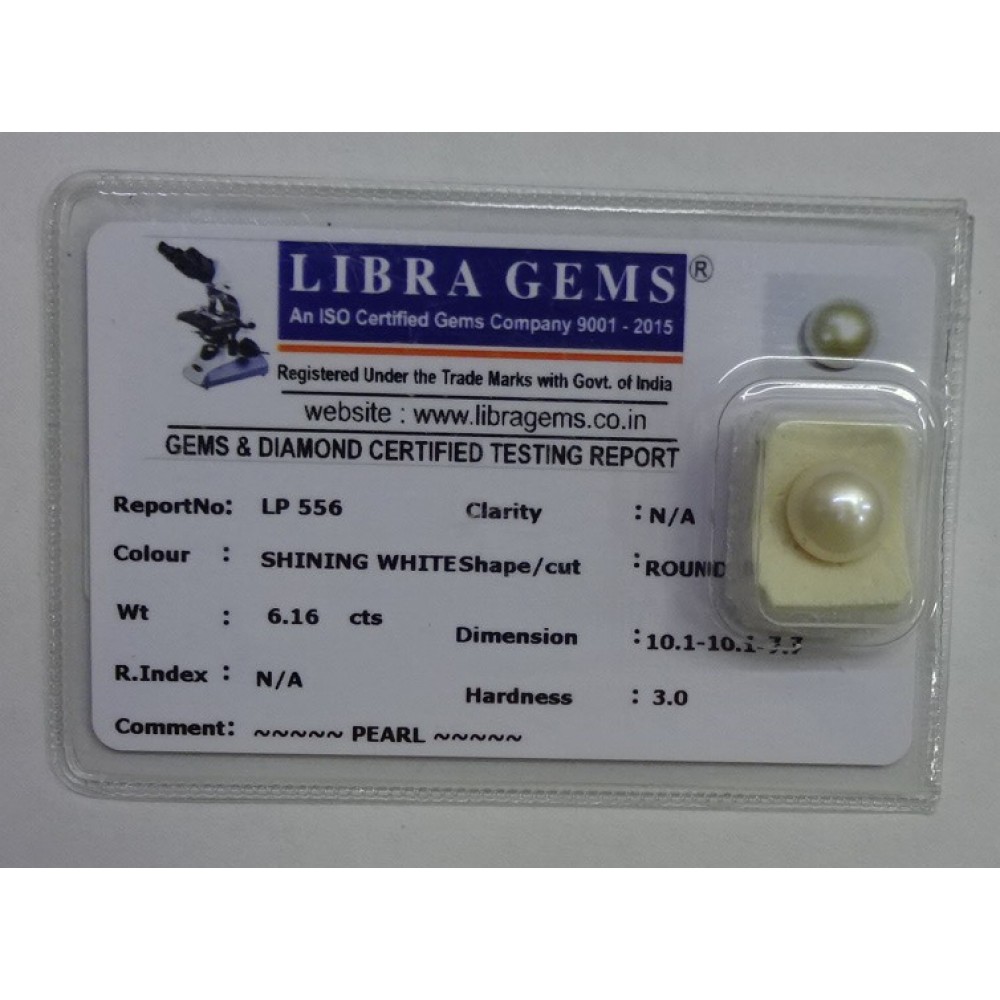 LIBRA GEMS®
An ISO Certified Gems Company 9001 - 2015
Registered Under the Trade Marks with Govt. of India
website : www.libragems.co.in
GEMS & DIAMOND CERTIFIED TESTING REPORT
ReportNo: LP 556 Clarity : N/A
Colour : SHINING WHITE Shape/cut : ROUND
Wt : 6.16 cts Dimension : 10.1-10.1-7.7
R.Index : N/A Hardness : 3.0
Comment: ~~~~~ PEARL ~~~~~